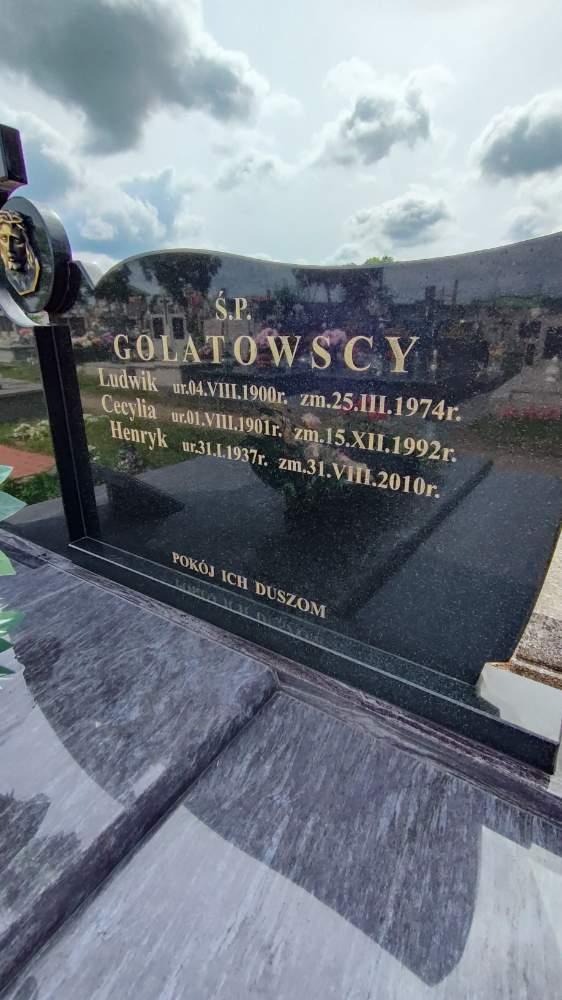 Ś.P.
GOLATOWSCY
Ludwik ur.04.VIII.1900r. zm.25.III.1974r.
Cecylia ur.01.VIII.1901r. zm.15.XII.1992r.
Henryk ur.31.I.1937r. zm.31.VIII.2010r.
POKÓJ ICH DUSZOM